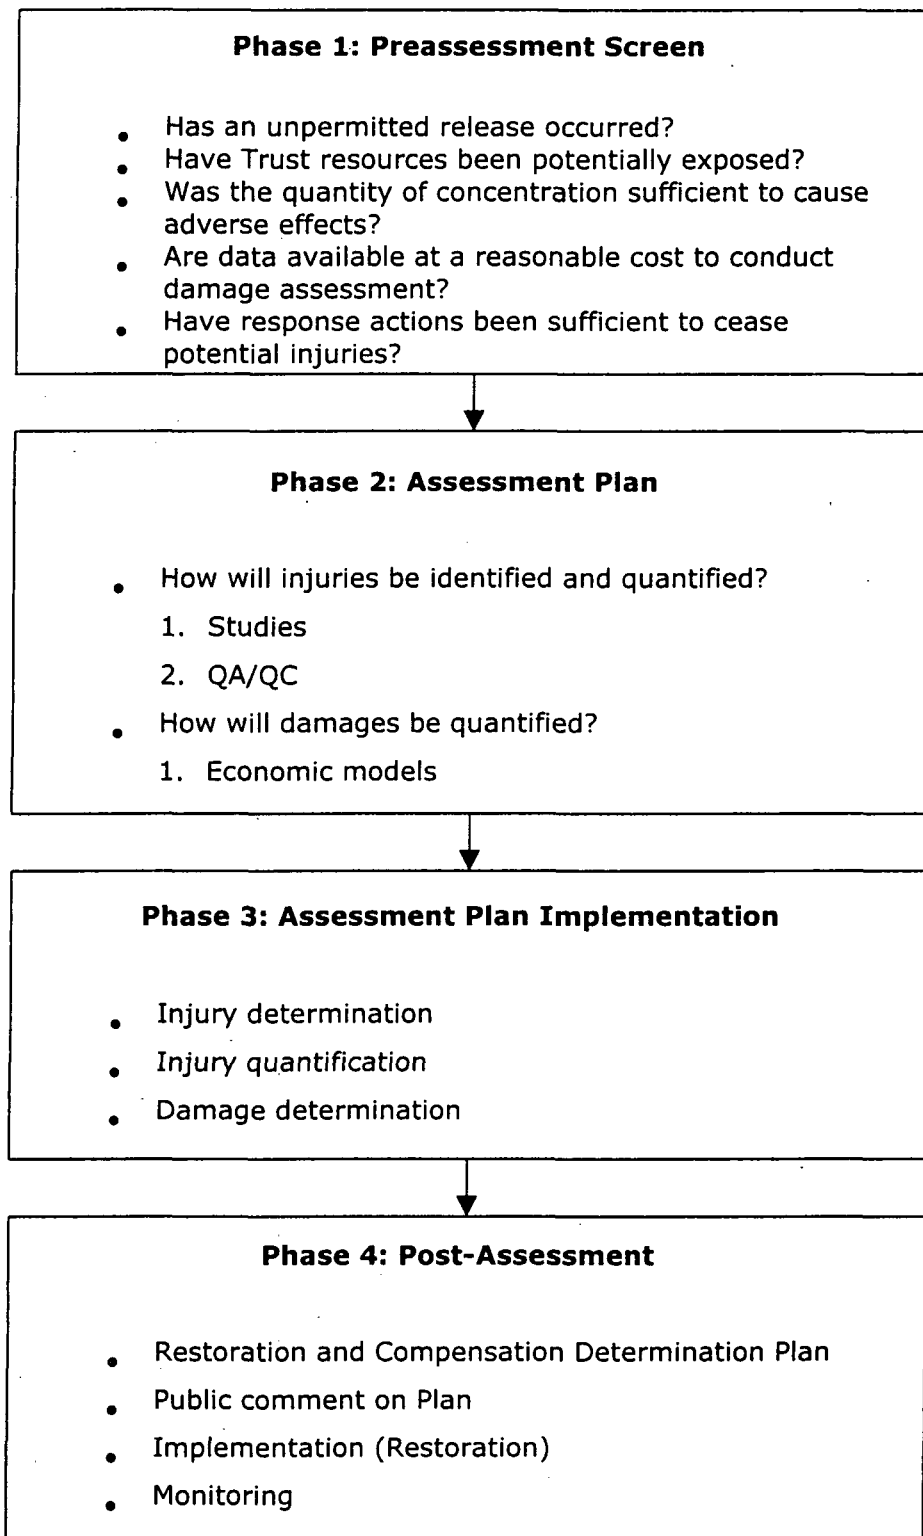 Phase 1: Preassessment Screen
• Has an unpermitted release occurred?
• Have Trust resources been potentially exposed?
• Was the quantity of concentration sufficient to cause
adverse effects?
• Are data available at a reasonable cost to conduct
damage assessment?
• Have response actions been sufficient to cease
potential injuries?
Phase 2: Assessment Plan
• How will injuries be identified and quantified?
1. Studies
2. QA/QC
• How will damages be quantified?
1. Economic models
Phase 3: Assessment Plan Implementation
• Injury determination
• Injury quantification
• Damage determination
Phase 4: Post-Assessment
• Restoration and Compensation Determination Plan
• Public comment on Plan
• Implementation (Restoration)
• Monitoring